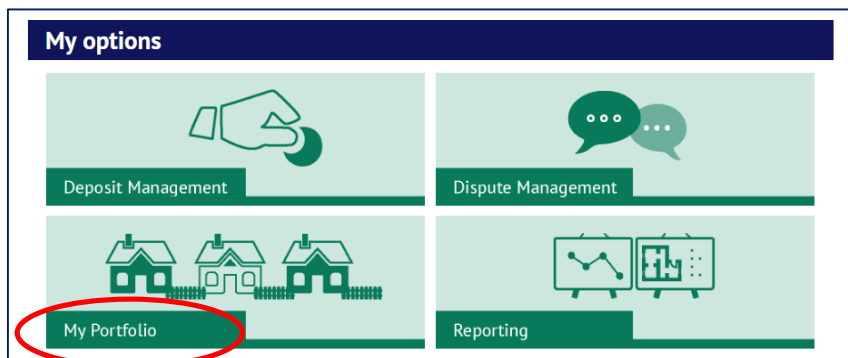 My options
Deposit Management
Dispute Management
My Portfolio
Reporting